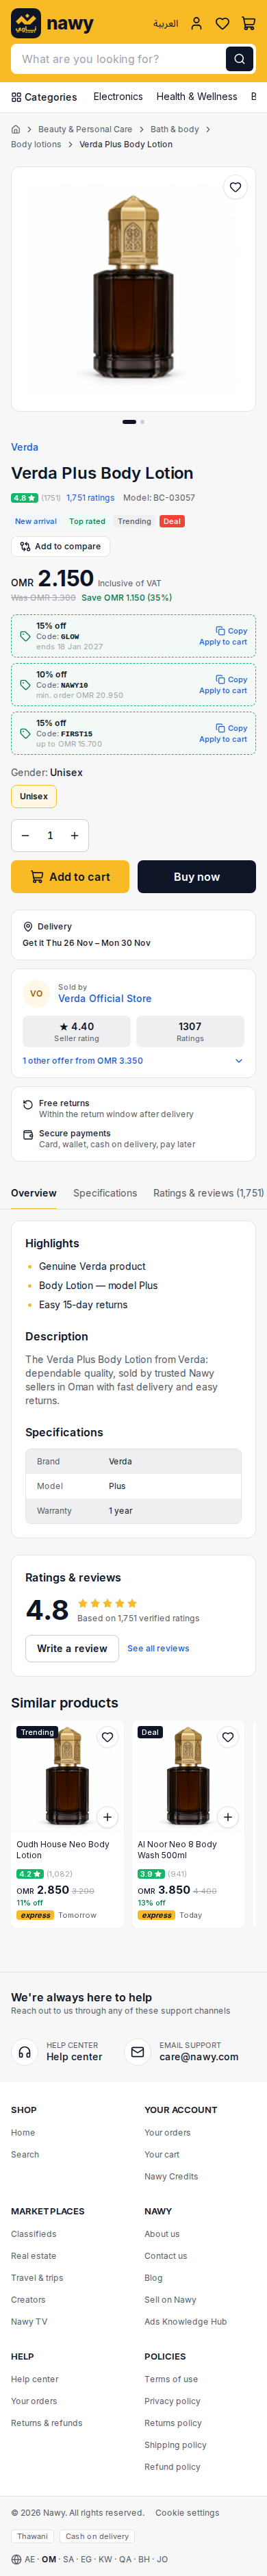 nawy
nawy
العربية
What are you looking for?
Categories
Electronics
Health & Wellness
Beauty & Personal Care
Bath & body
Body lotions
Verda Plus Body Lotion
Verda
Verda Plus Body Lotion
4.8 ★ (1751) 1,751 ratings Model: BC-03057
New arrival Top rated Trending Deal
Add to compare
OMR 2.150 Inclusive of VAT
Was OMR 3.300 Save OMR 1.150 (35%)
15% off
Code: GLOW
ends 18 Jan 2027
Copy
Apply to cart
10% off
Code: NAWY10
min. order OMR 20.950
Copy
Apply to cart
15% off
Code: FIRST15
up to OMR 15.700
Copy
Apply to cart
Gender: Unisex
Unisex
− 1 +
Add to cart
Buy now
Delivery
Get it Thu 26 Nov – Mon 30 Nov
VO
Sold by
Verda Official Store
★ 4.40
Seller rating
1307
Ratings
1 other offer from OMR 3.350
Free returns
Within the return window after delivery
Secure payments
Card, wallet, cash on delivery, pay later
Overview Specifications Ratings & reviews (1,751)
Highlights
Genuine Verda product
Body Lotion — model Plus
Easy 15-day returns
Description
The Verda Plus Body Lotion from Verda:
dependable quality, sold by trusted Nawy
sellers in Oman with fast delivery and easy
returns.
Specifications
Brand Verda
Model Plus
Warranty 1 year
Ratings & reviews
4.8
Based on 1,751 verified ratings
Write a review
See all reviews
Similar products
Trending
Oudh House Neo Body
Lotion
4.2 ★ (1,082)
OMR 2.850 3.200
11% off
express Tomorrow
Deal
Al Noor Neo 8 Body
Wash 500ml
3.9 ★ (941)
OMR 3.850 4.400
13% off
express Today
We're always here to help
Reach out to us through any of these support channels
HELP CENTER
Help center
EMAIL SUPPORT
care@nawy.com
SHOP
Home
Search
YOUR ACCOUNT
Your orders
Your cart
Nawy Credits
MARKETPLACES
Classifieds
Real estate
Travel & trips
Creators
Nawy TV
NAWY
About us
Contact us
Blog
Sell on Nawy
Ads Knowledge Hub
HELP
Help center
Your orders
Returns & refunds
POLICIES
Terms of use
Privacy policy
Returns policy
Shipping policy
Refund policy
© 2026 Nawy. All rights reserved. Cookie settings
Thawani Cash on delivery
AE · OM · SA · EG · KW · QA · BH · JO